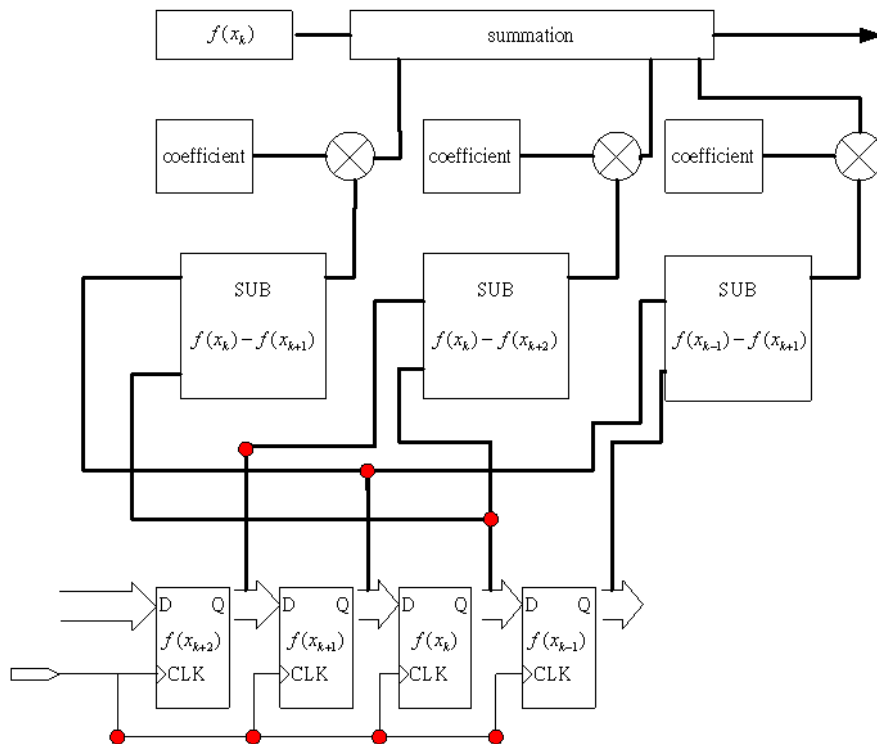 f(x_k)
summation
coefficient
coefficient
coefficient
SUB
f(x_k) − f(x_{k+1})
SUB
f(x_k) − f(x_{k+2})
SUB
f(x_{k-1}) − f(x_{k+1})
D Q
f(x_{k+2})
CLK
D Q
f(x_{k+1})
CLK
D Q
f(x_k)
CLK
D Q
f(x_{k-1})
CLK